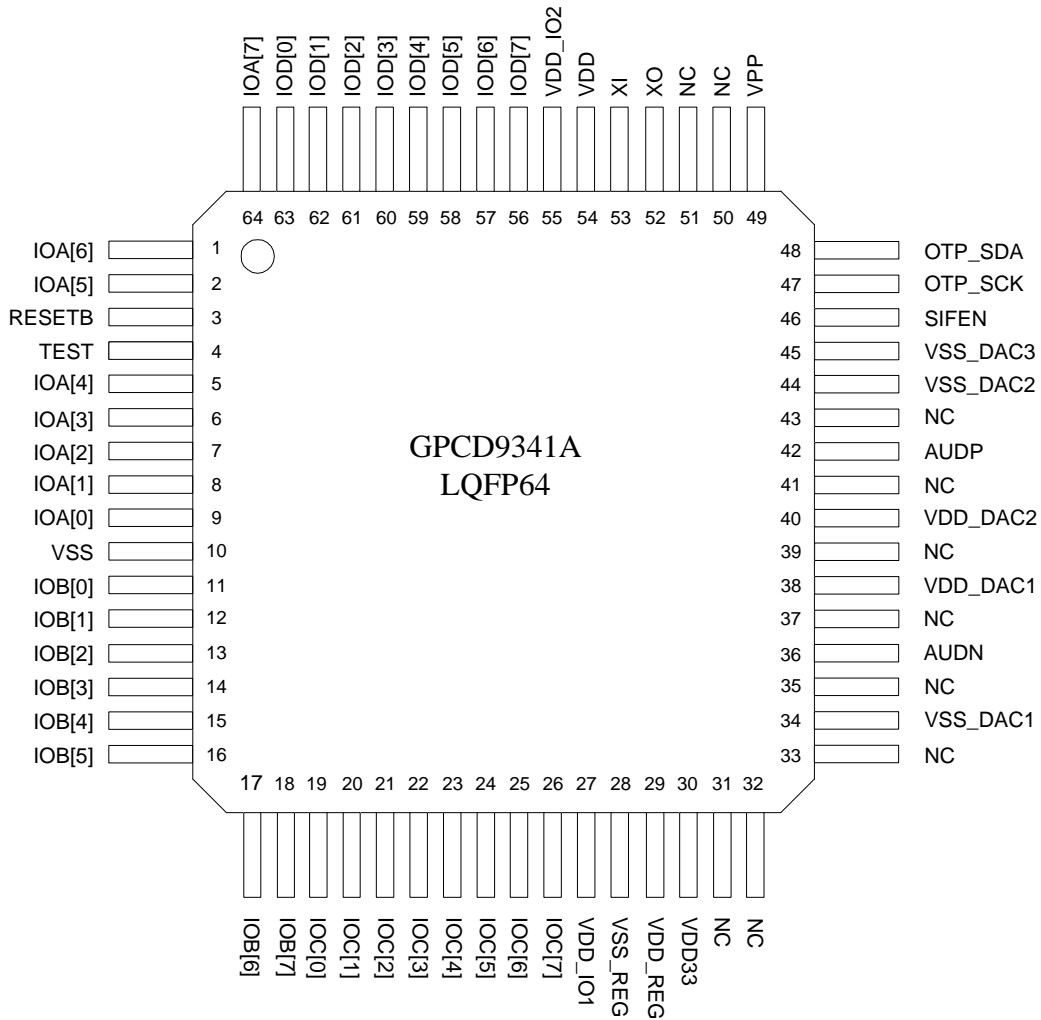 IOA[7]
IOD[0]
IOD[1]
IOD[2]
IOD[3]
IOD[4]
IOD[5]
IOD[6]
IOD[7]
VDD_IO2
VDD
XI
XO
NC
NC
VPP
64 63 62 61 60 59 58 57 56 55 54 53 52 51 50 49
IOA[6] 1
IOA[5] 2
RESETB 3
TEST 4
IOA[4] 5
IOA[3] 6
IOA[2] 7
IOA[1] 8
IOA[0] 9
VSS 10
IOB[0] 11
IOB[1] 12
IOB[2] 13
IOB[3] 14
IOB[4] 15
IOB[5] 16
GPCD9341A
LQFP64
48 OTP_SDA
47 OTP_SCK
46 SIFEN
45 VSS_DAC3
44 VSS_DAC2
43 NC
42 AUDP
41 NC
40 VDD_DAC2
39 NC
38 VDD_DAC1
37 NC
36 AUDN
35 NC
34 VSS_DAC1
33 NC
17 18 19 20 21 22 23 24 25 26 27 28 29 30 31 32
IOB[6]
IOB[7]
IOC[0]
IOC[1]
IOC[2]
IOC[3]
IOC[4]
IOC[5]
IOC[6]
IOC[7]
VDD_IO1
VSS_REG
VDD_REG
VDD33
NC
NC